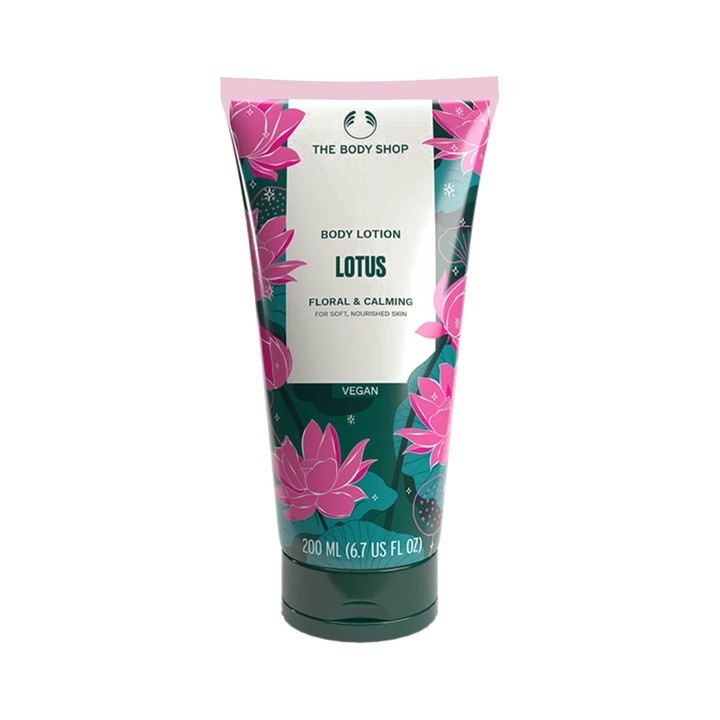 THE BODY SHOP
BODY LOTION
LOTUS
FLORAL & CALMING
FOR SOFT, NOURISHED SKIN
VEGAN
200 ML (6.7 US FL OZ)